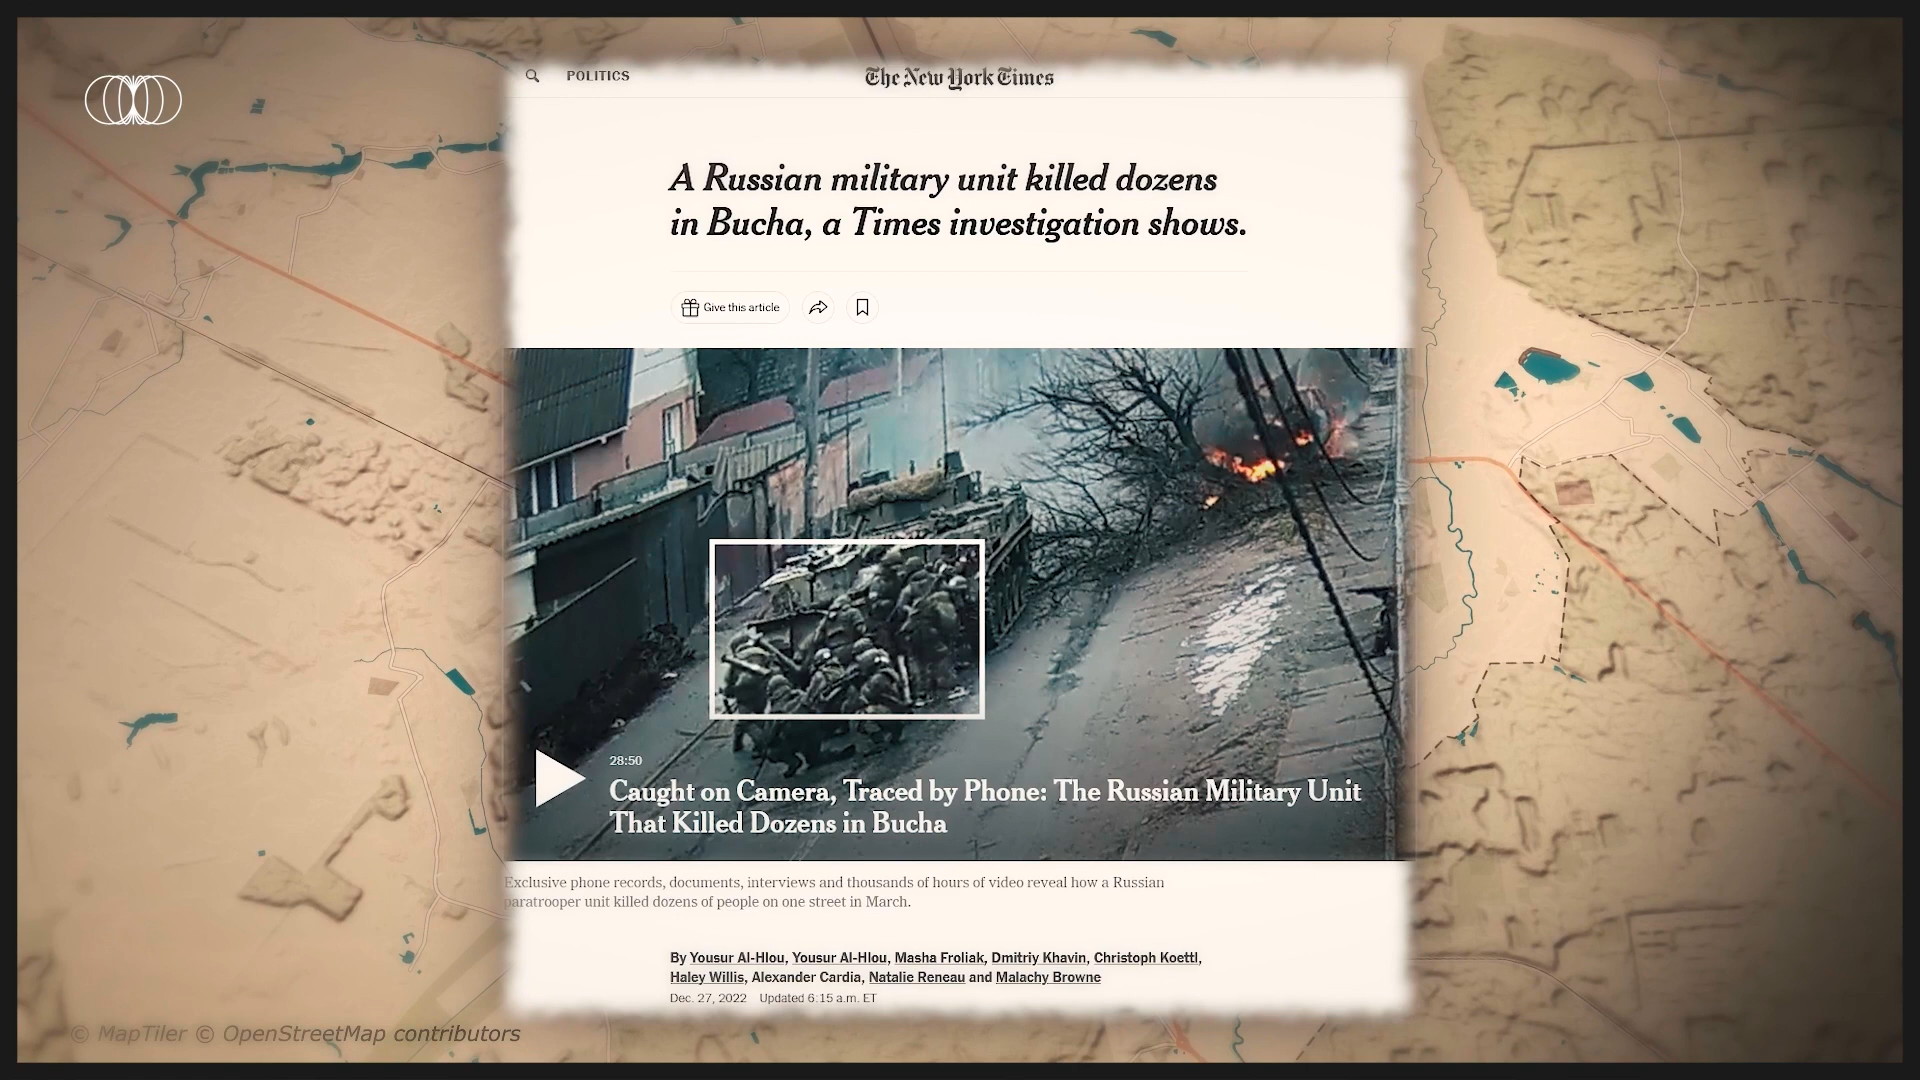 POLITICS
The New York Times
A Russian military unit killed dozens
in Bucha, a Times investigation shows.
Give this article
28:50
Caught on Camera, Traced by Phone: The Russian Military Unit
That Killed Dozens in Bucha
Exclusive phone records, documents, interviews and thousands of hours of video reveal how a Russian
paratrooper unit killed dozens of people on one street in March.
By Yousur Al-Hlou, Yousur Al-Hlou, Masha Froliak, Dmitriy Khavin, Christoph Koettl,
Haley Willis, Alexander Cardia, Natalie Reneau and Malachy Browne
Dec. 27, 2022 Updated 6:15 a.m. ET
© MapTiler © OpenStreetMap contributors